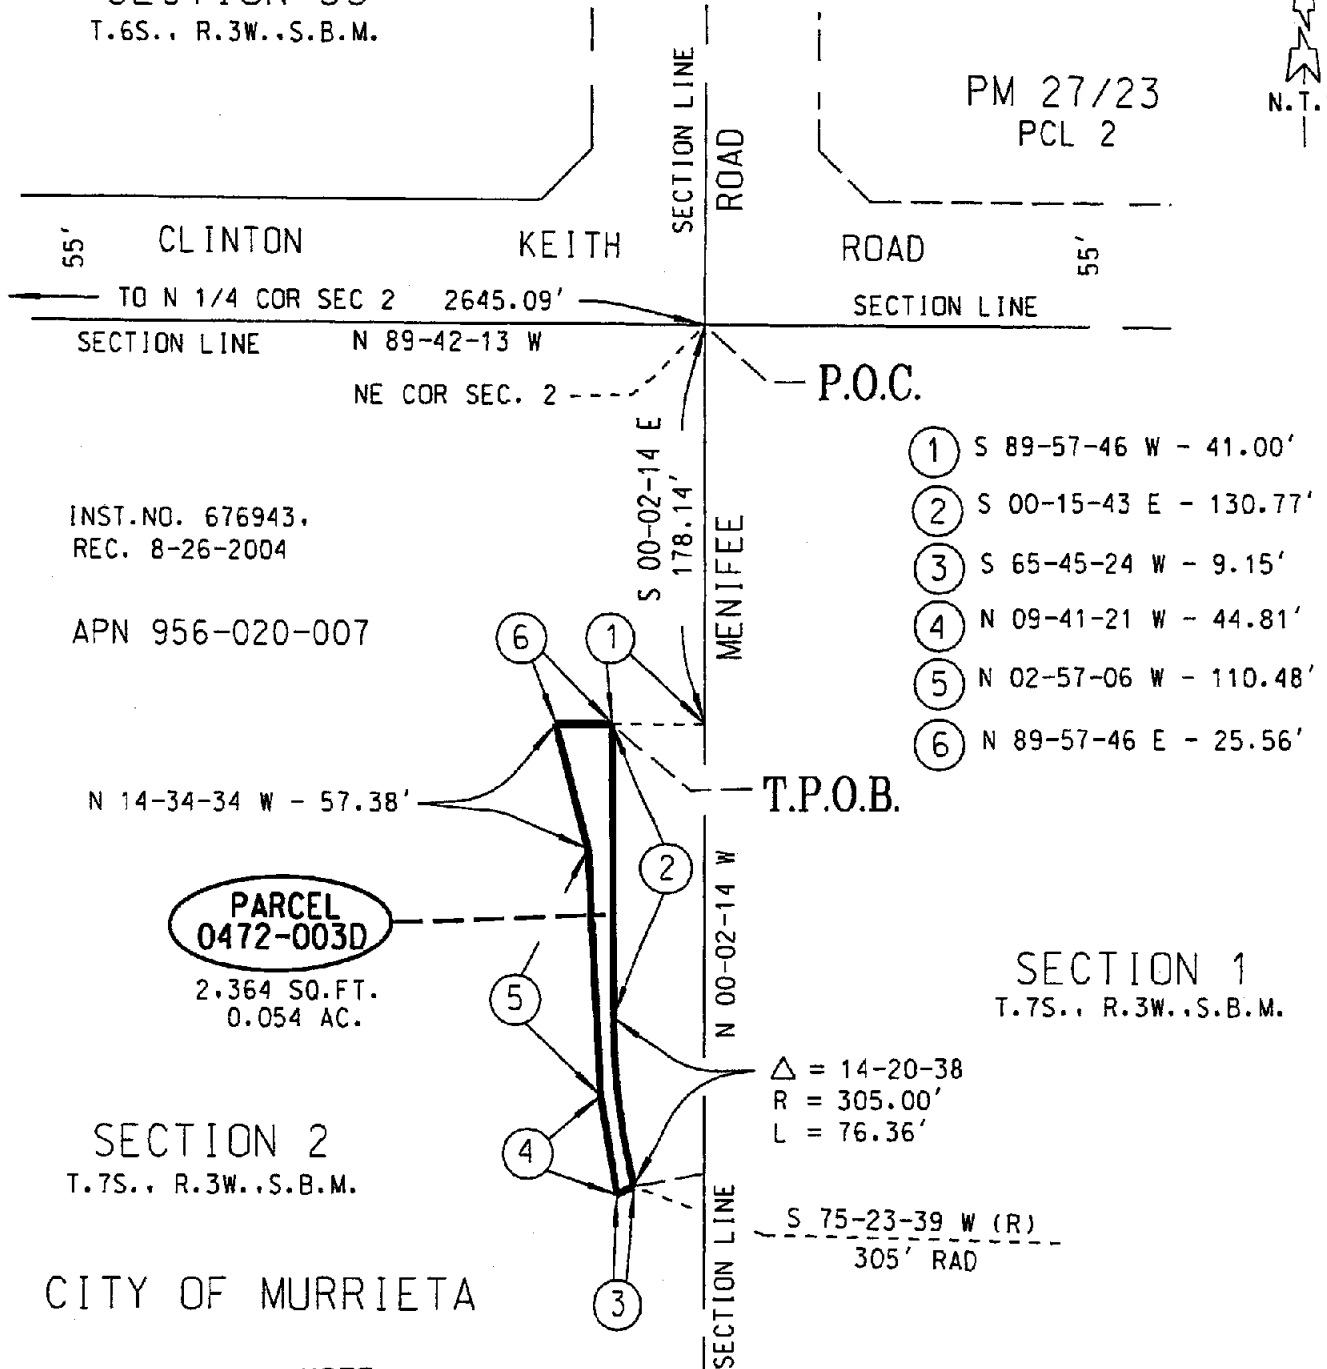 T.6S., R.3W.,S.B.M.
N.T.
PM 27/23
PCL 2
SECTION LINE
ROAD
55'
CLINTON KEITH ROAD
55'
TO N 1/4 COR SEC 2 2645.09'
SECTION LINE
SECTION LINE N 89-42-13 W
NE COR SEC. 2
P.O.C.
S 00-02-14 E
178.14'
MENIFEE
1 S 89-57-46 W - 41.00'
2 S 00-15-43 E - 130.77'
3 S 65-45-24 W - 9.15'
4 N 09-41-21 W - 44.81'
5 N 02-57-06 W - 110.48'
6 N 89-57-46 E - 25.56'
INST.NO. 676943,
REC. 8-26-2004
APN 956-020-007
6
1
T.P.O.B.
N 14-34-34 W - 57.38'
2
N 00-02-14 W
PARCEL
0472-003D
2,364 SQ.FT.
0.054 AC.
5
SECTION 1
T.7S., R.3W.,S.B.M.
△ = 14-20-38
R = 305.00'
L = 76.36'
SECTION 2
T.7S., R.3W.,S.B.M.
4
S 75-23-39 W (R)
305' RAD
SECTION LINE
3
CITY OF MURRIETA